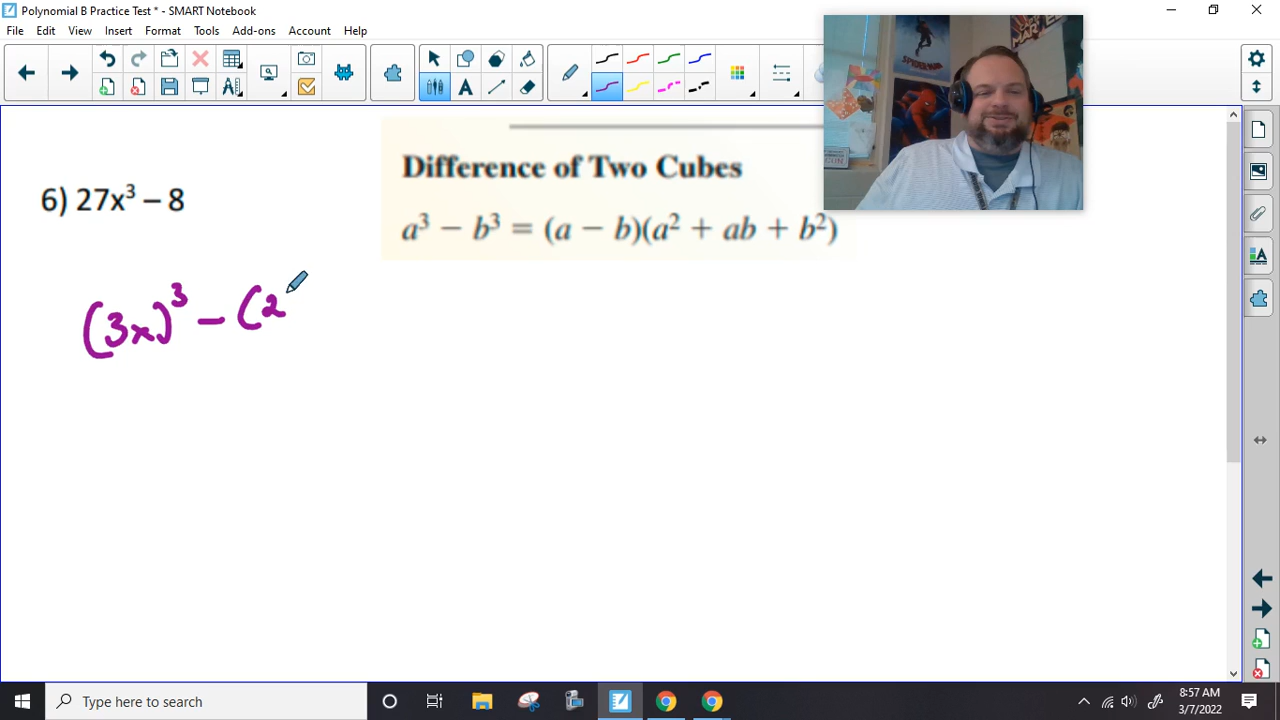 Polynomial B Practice Test * - SMART Notebook
File Edit View Insert Format Tools Add-ons Account Help
SPIDER-MAN
Difference of Two Cubes
6) 27x³ – 8
a³ − b³ = (a − b)(a² + ab + b²)
(3x)³ − (2
Type here to search
8:57 AM
3/7/2022